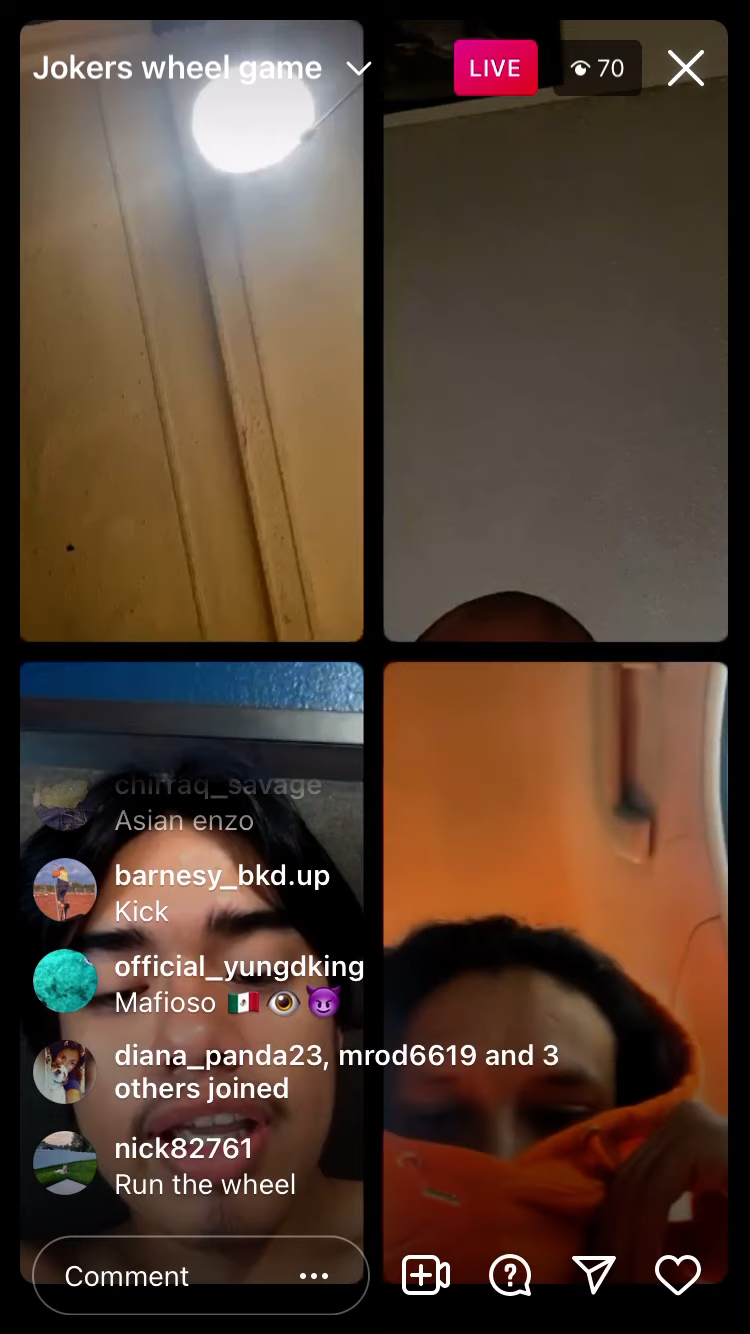 Jokers wheel game
LIVE
70
chirraq_savage
Asian enzo
barnesy_bkd.up
Kick
official_yungdking
Mafioso 🇲🇽👁️😈
diana_panda23, mrod6619 and 3
others joined
nick82761
Run the wheel
Comment